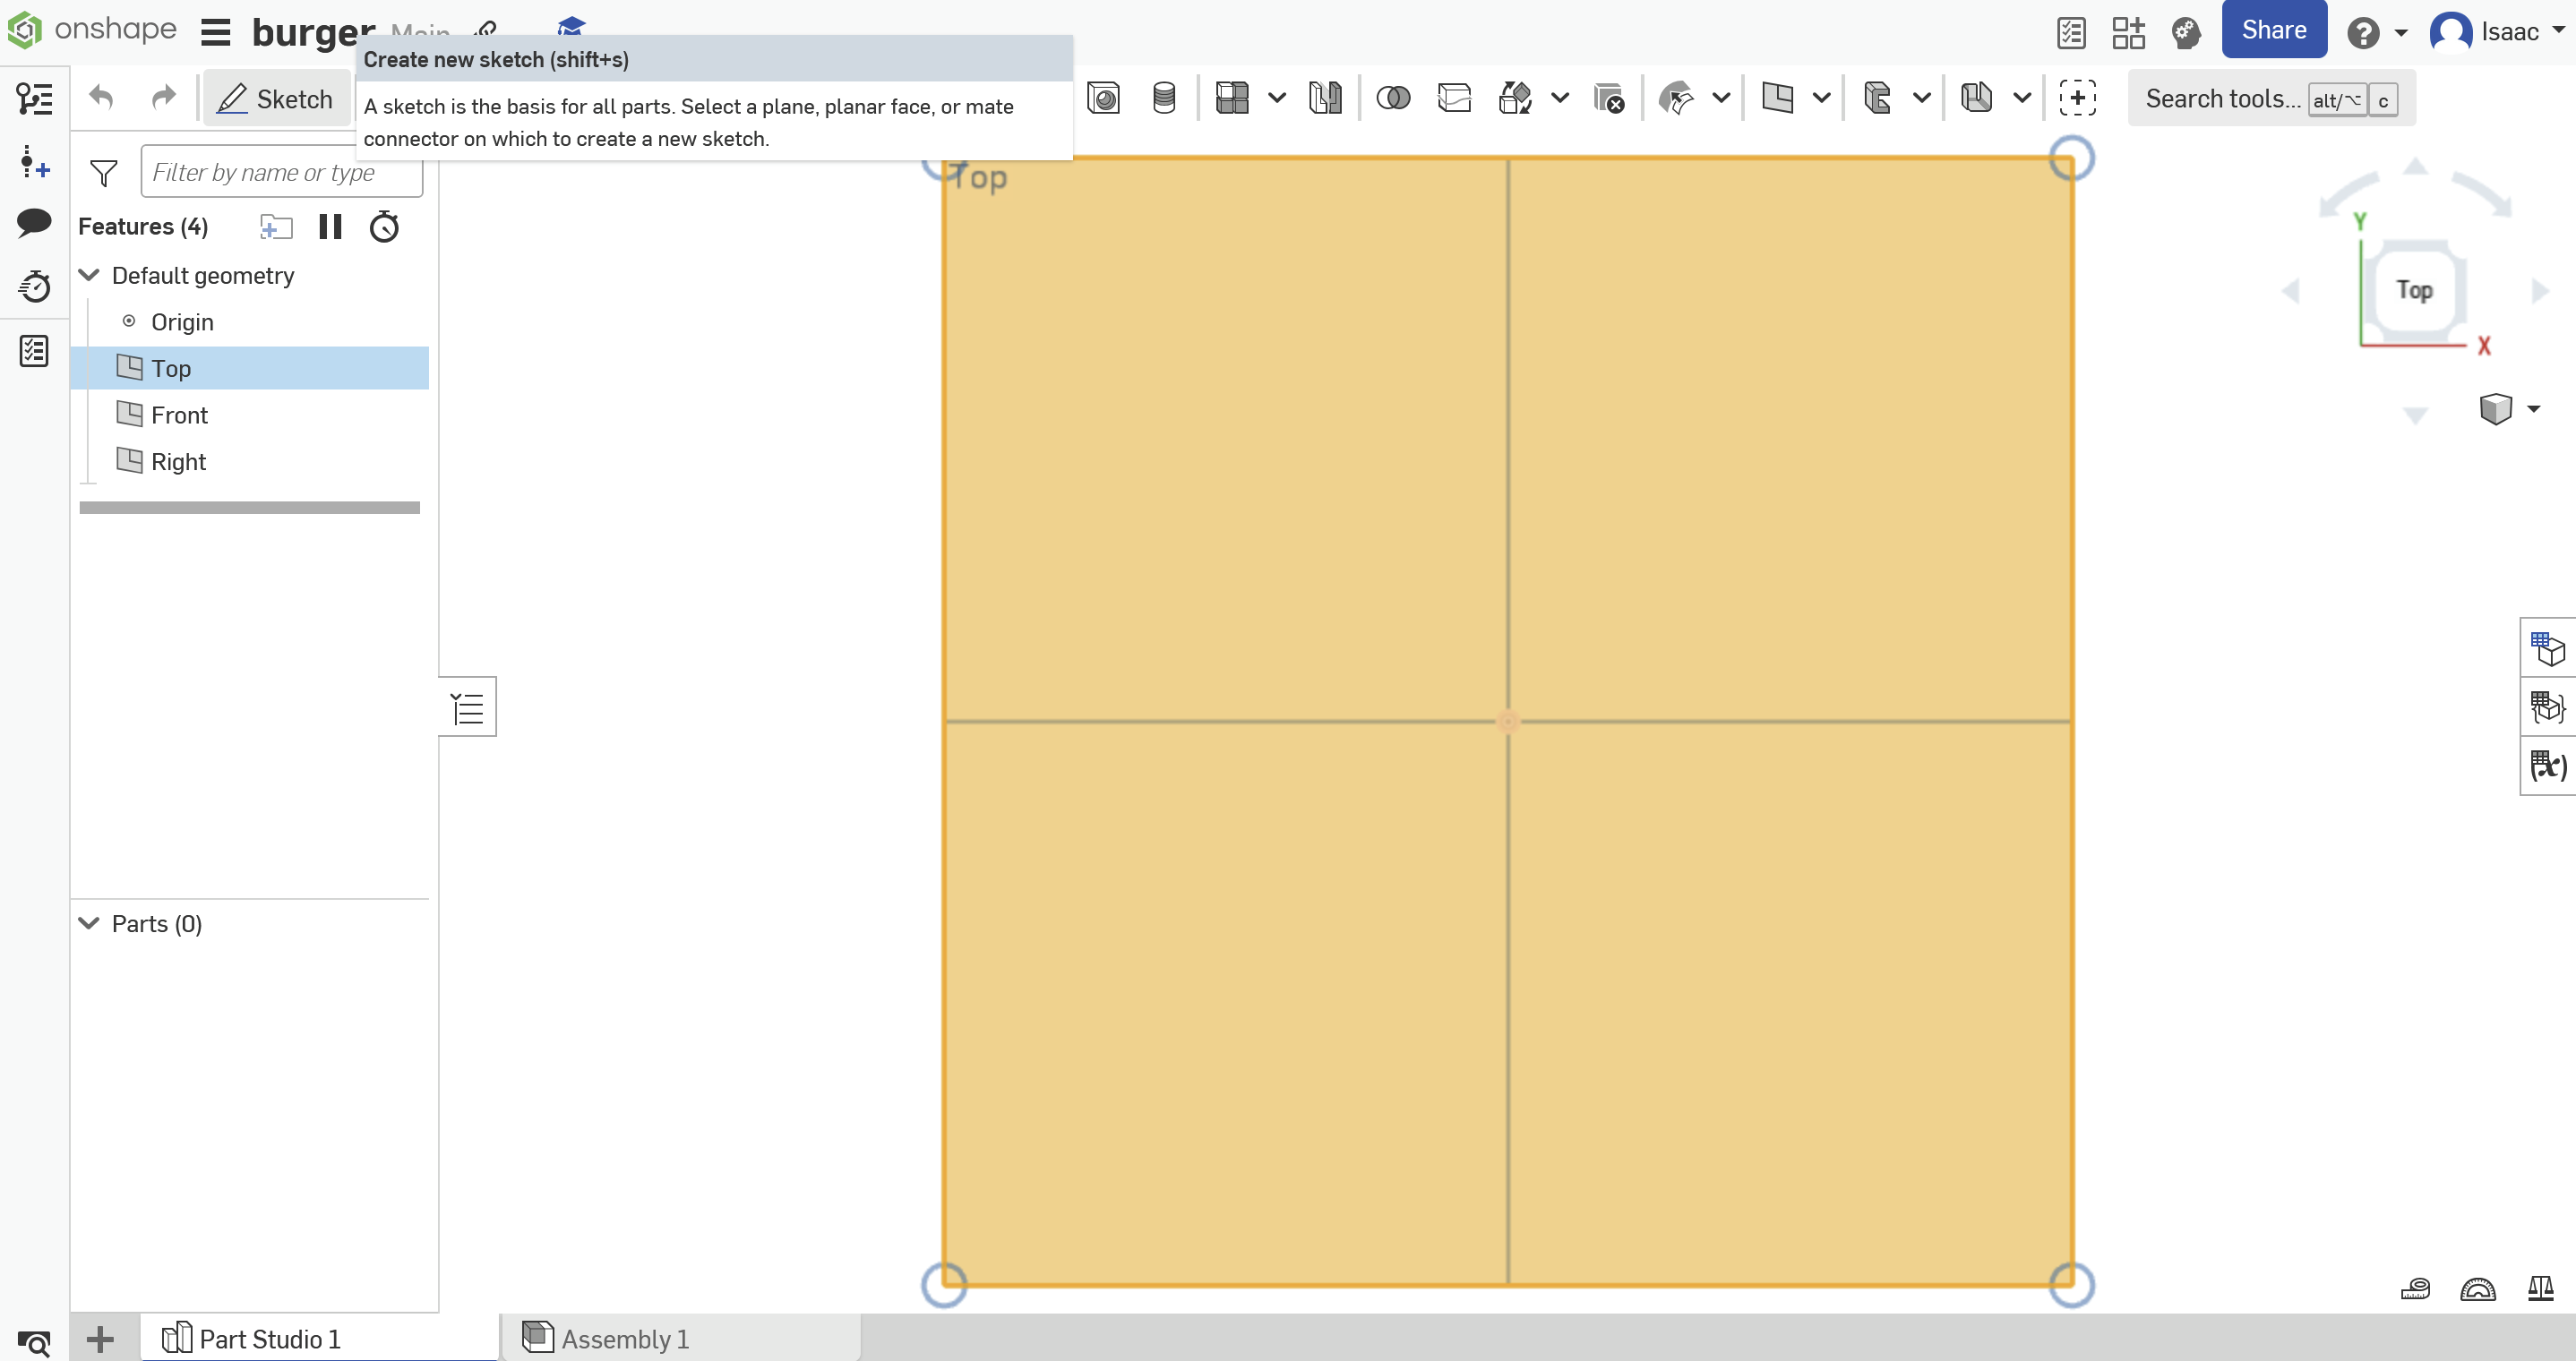 onshape burger Main
Share
Isaac
Create new sketch (shift+s)
A sketch is the basis for all parts. Select a plane, planar face, or mate
connector on which to create a new sketch.
Sketch
Search tools... alt/⌥ c
Filter by name or type
Features (4)
Default geometry
Origin
Top
Front
Right
Parts (0)
Top
Y
Top
X
(x)
Part Studio 1
Assembly 1